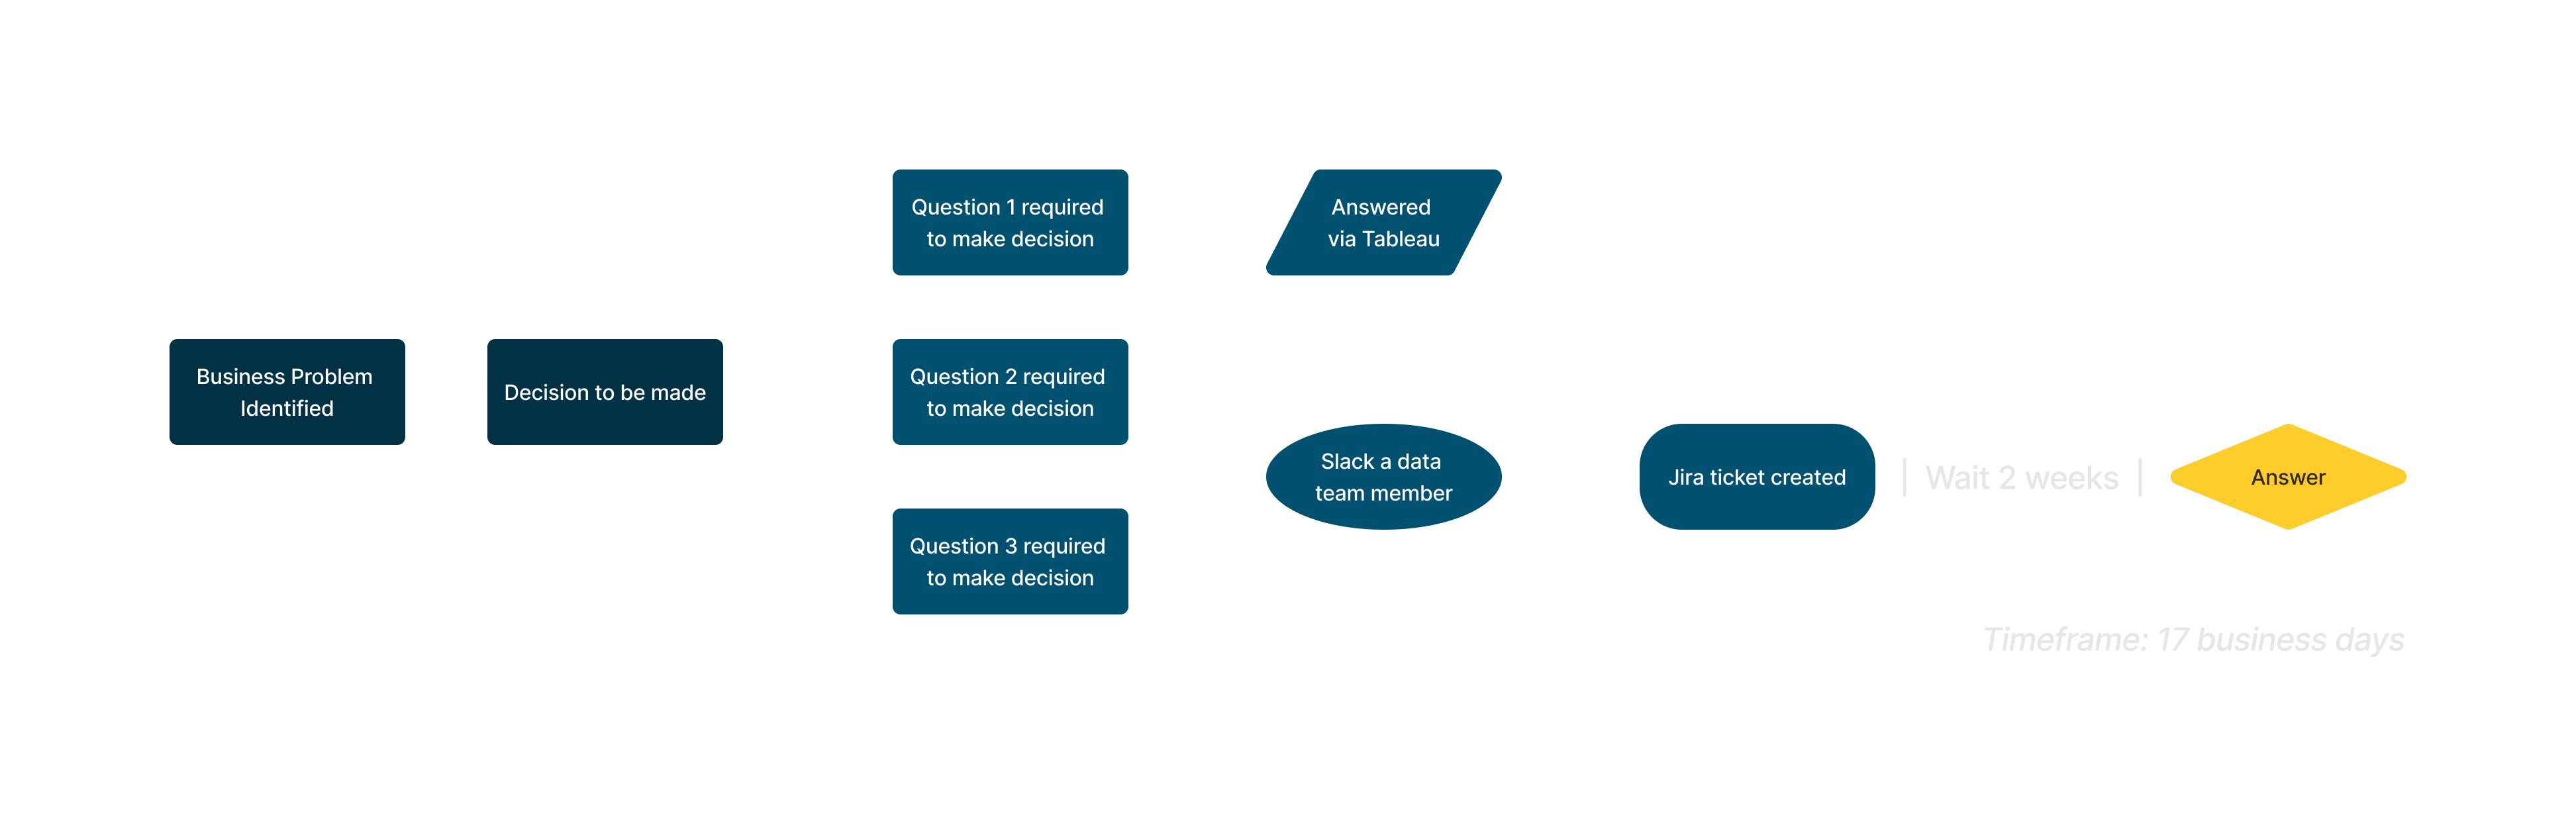 Business Problem
Identified
Decision to be made
Question 1 required
to make decision
Question 2 required
to make decision
Question 3 required
to make decision
Answered
via Tableau
Slack a data
team member
Jira ticket created
| Wait 2 weeks |
Answer
Timeframe: 17 business days